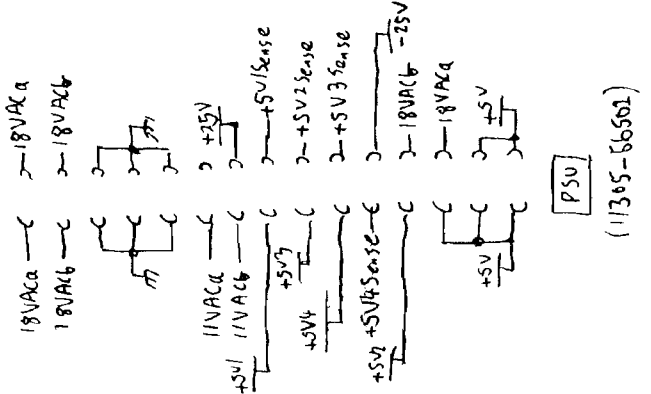 18VACa
18VACb
+25V
+5V1Sense
+5V2Sense
+5V3Sense
-25V
18VACb
18VACa
+5V
18VACa
18VACb
11VACa
11VACb
+5V1
+5V3
+5V4
+5V4Sense
+5V2
+5V
PSU
(11305-66502)